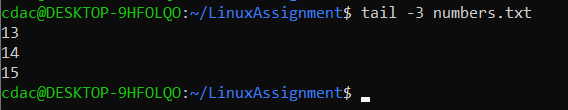 cdac@DESKTOP-9HFOLQO:~/LinuxAssignment$ tail -3 numbers.txt
13
14
15
cdac@DESKTOP-9HFOLQO:~/LinuxAssignment$